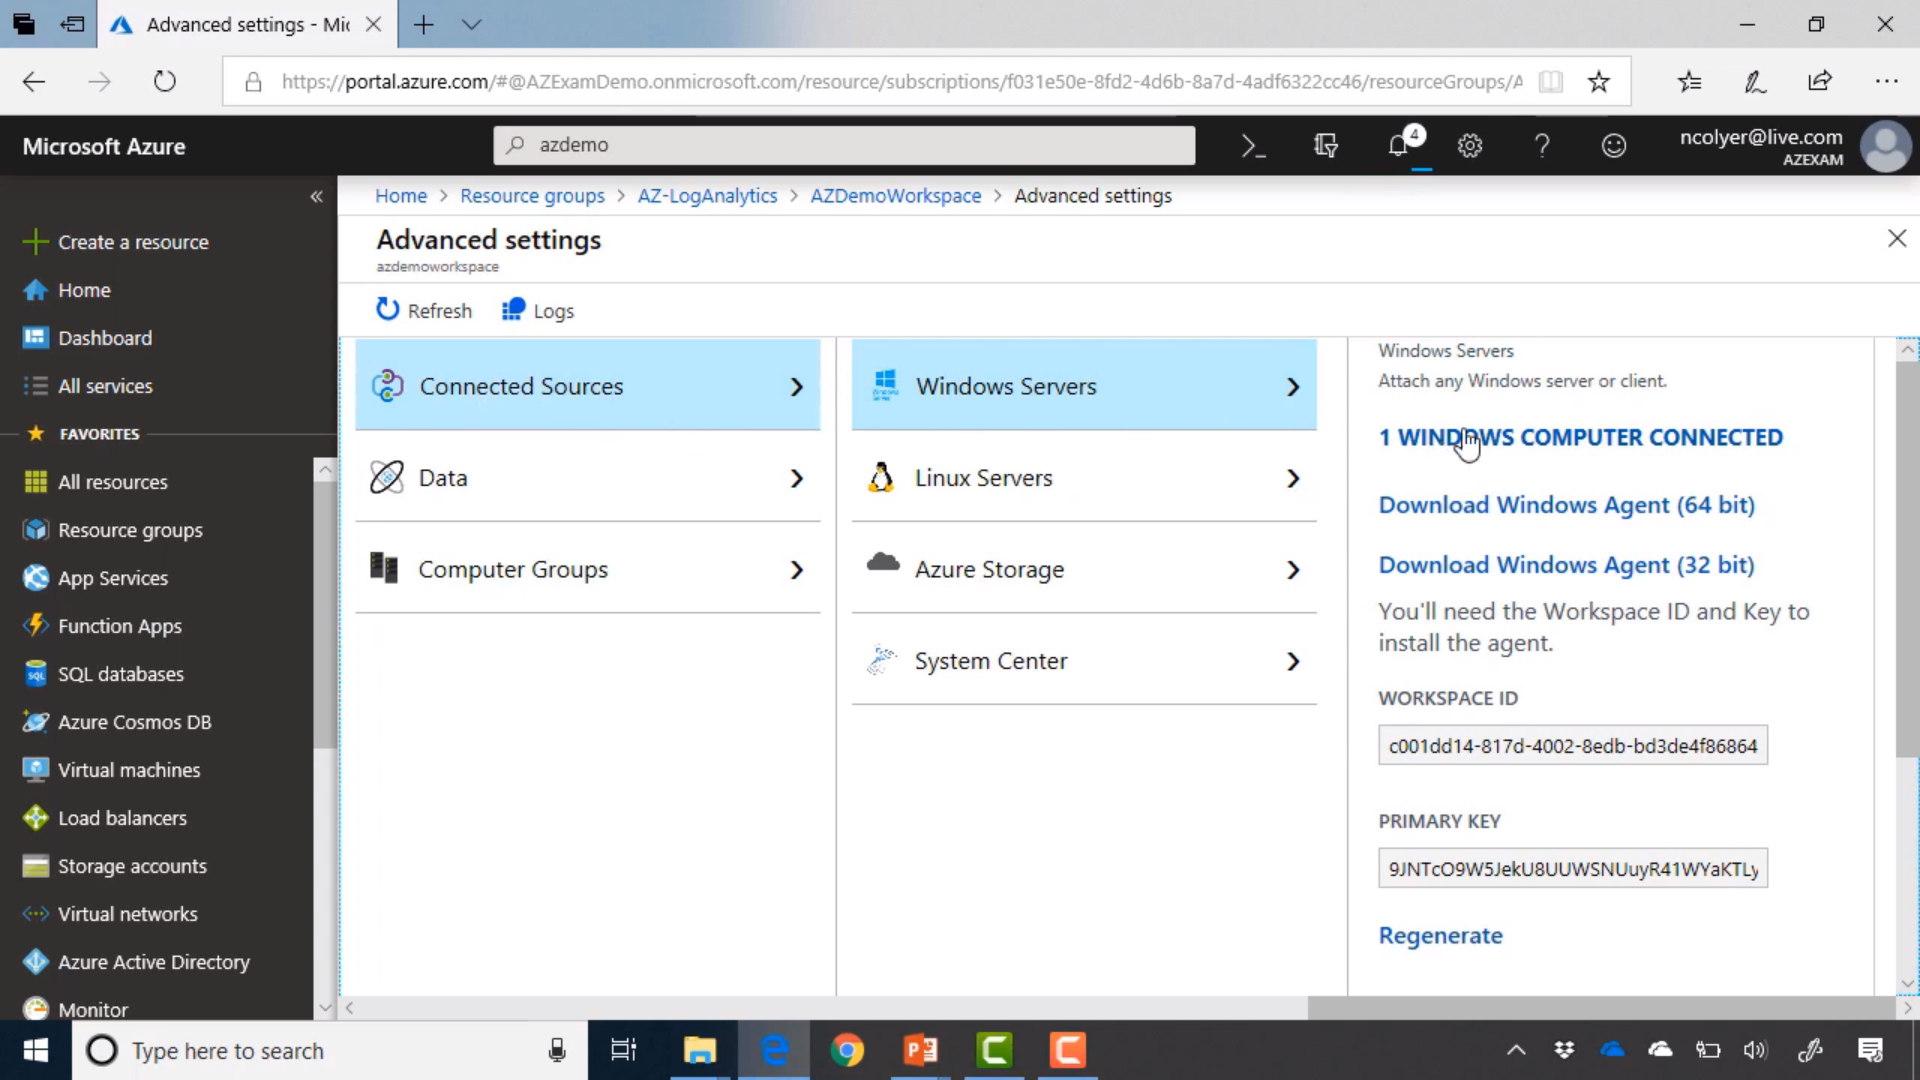 Advanced settings - Mic
https://portal.azure.com/#@AZExamDemo.onmicrosoft.com/resource/subscriptions/f031e50e-8fd2-4d6b-8a7d-4adf6322cc46/resourceGroups/A
Microsoft Azure
azdemo
4
ncolyer@live.com
AZEXAM
Home > Resource groups > AZ-LogAnalytics > AZDemoWorkspace > Advanced settings
Advanced settings
azdemoworkspace
Refresh
Logs
Create a resource
Home
Dashboard
All services
FAVORITES
All resources
Resource groups
App Services
Function Apps
SQL databases
Azure Cosmos DB
Virtual machines
Load balancers
Storage accounts
Virtual networks
Azure Active Directory
Monitor
Connected Sources
Data
Computer Groups
Windows Servers
Linux Servers
Azure Storage
System Center
Windows Servers
Attach any Windows server or client.
1 WINDOWS COMPUTER CONNECTED
Download Windows Agent (64 bit)
Download Windows Agent (32 bit)
You'll need the Workspace ID and Key to
install the agent.
WORKSPACE ID
c001dd14-817d-4002-8edb-bd3de4f86864
PRIMARY KEY
9JNTcO9W5JekU8UUWSNUuyR41WYaKTLy
Regenerate
Type here to search